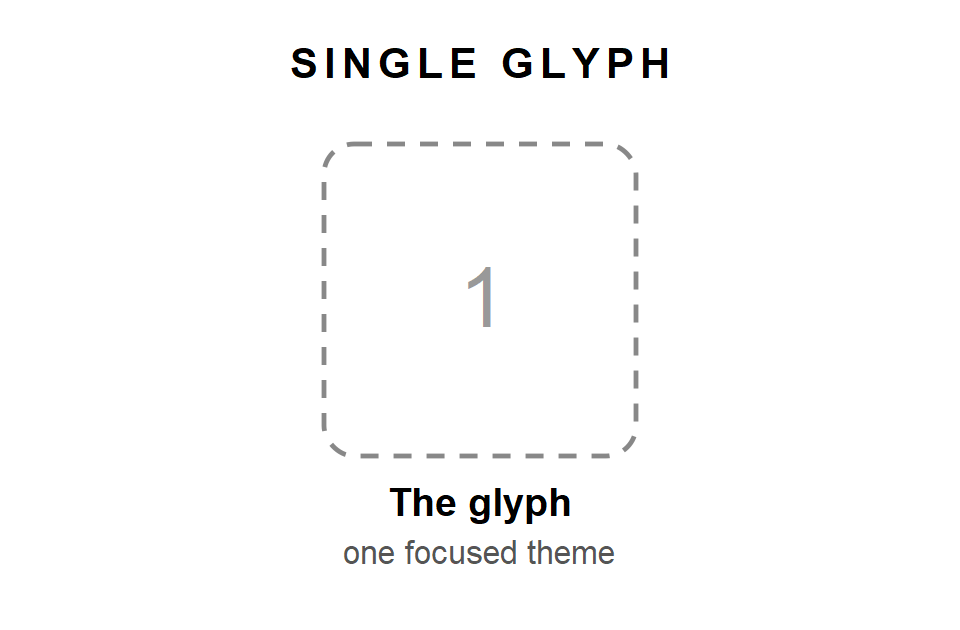 SINGLE GLYPH
1
The glyph
one focused theme